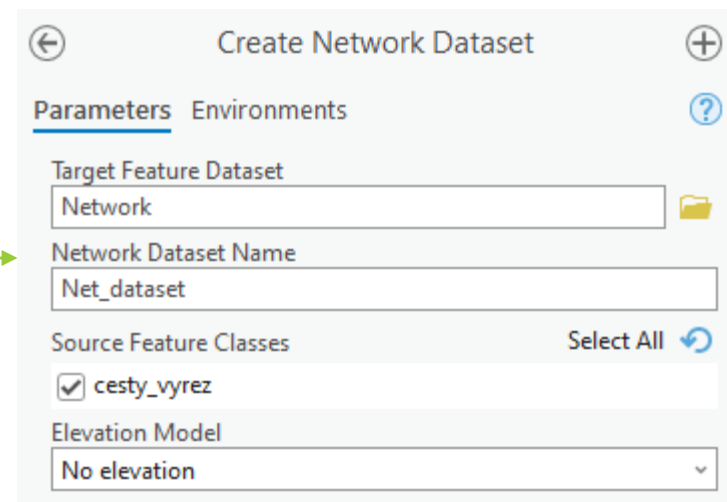 Create Network Dataset
Parameters Environments
Target Feature Dataset
Network
Network Dataset Name
Net_dataset
Source Feature Classes Select All
cesty_vyrez
Elevation Model
No elevation